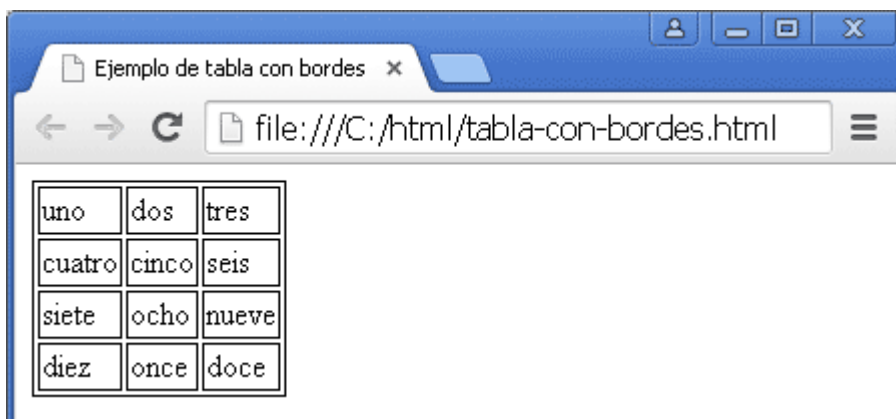 Ejemplo de tabla con bordes
file:///C:/html/tabla-con-bordes.html
uno dos tres
cuatro cinco seis
siete ocho nueve
diez once doce